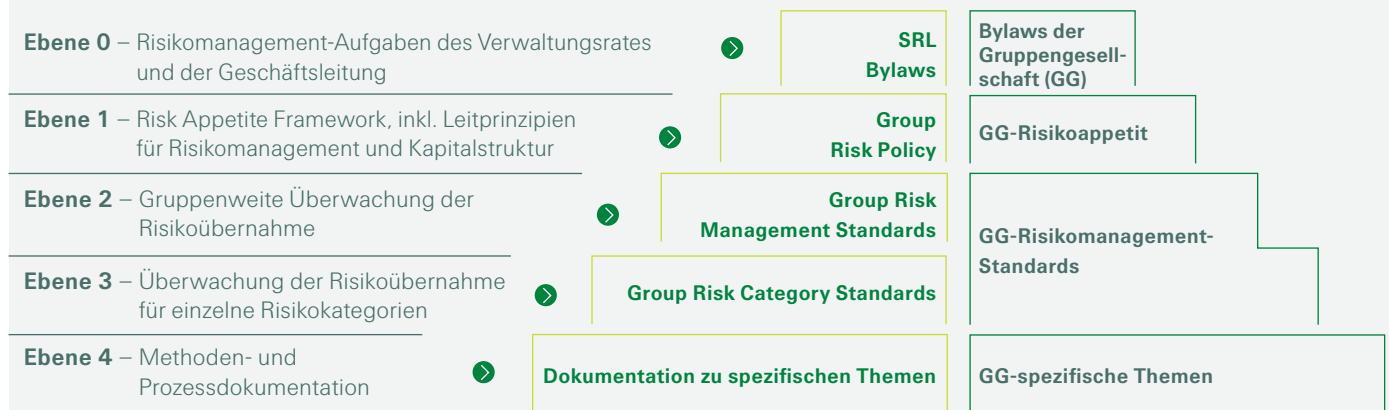 Ebene 0 – Risikomanagement-Aufgaben des Verwaltungsrates
und der Geschäftsleitung
SRL
Bylaws
Bylaws der
Gruppengesell-
schaft (GG)
Ebene 1 – Risk Appetite Framework, inkl. Leitprinzipien
für Risikomanagement und Kapitalstruktur
Group
Risk Policy
GG-Risikoappetit
Ebene 2 – Gruppenweite Überwachung der
Risikoübernahme
Group Risk
Management Standards
GG-Risikomanagement-
Standards
Ebene 3 – Überwachung der Risikoübernahme
für einzelne Risikokategorien
Group Risk Category Standards
Ebene 4 – Methoden- und
Prozessdokumentation
Dokumentation zu spezifischen Themen
GG-spezifische Themen